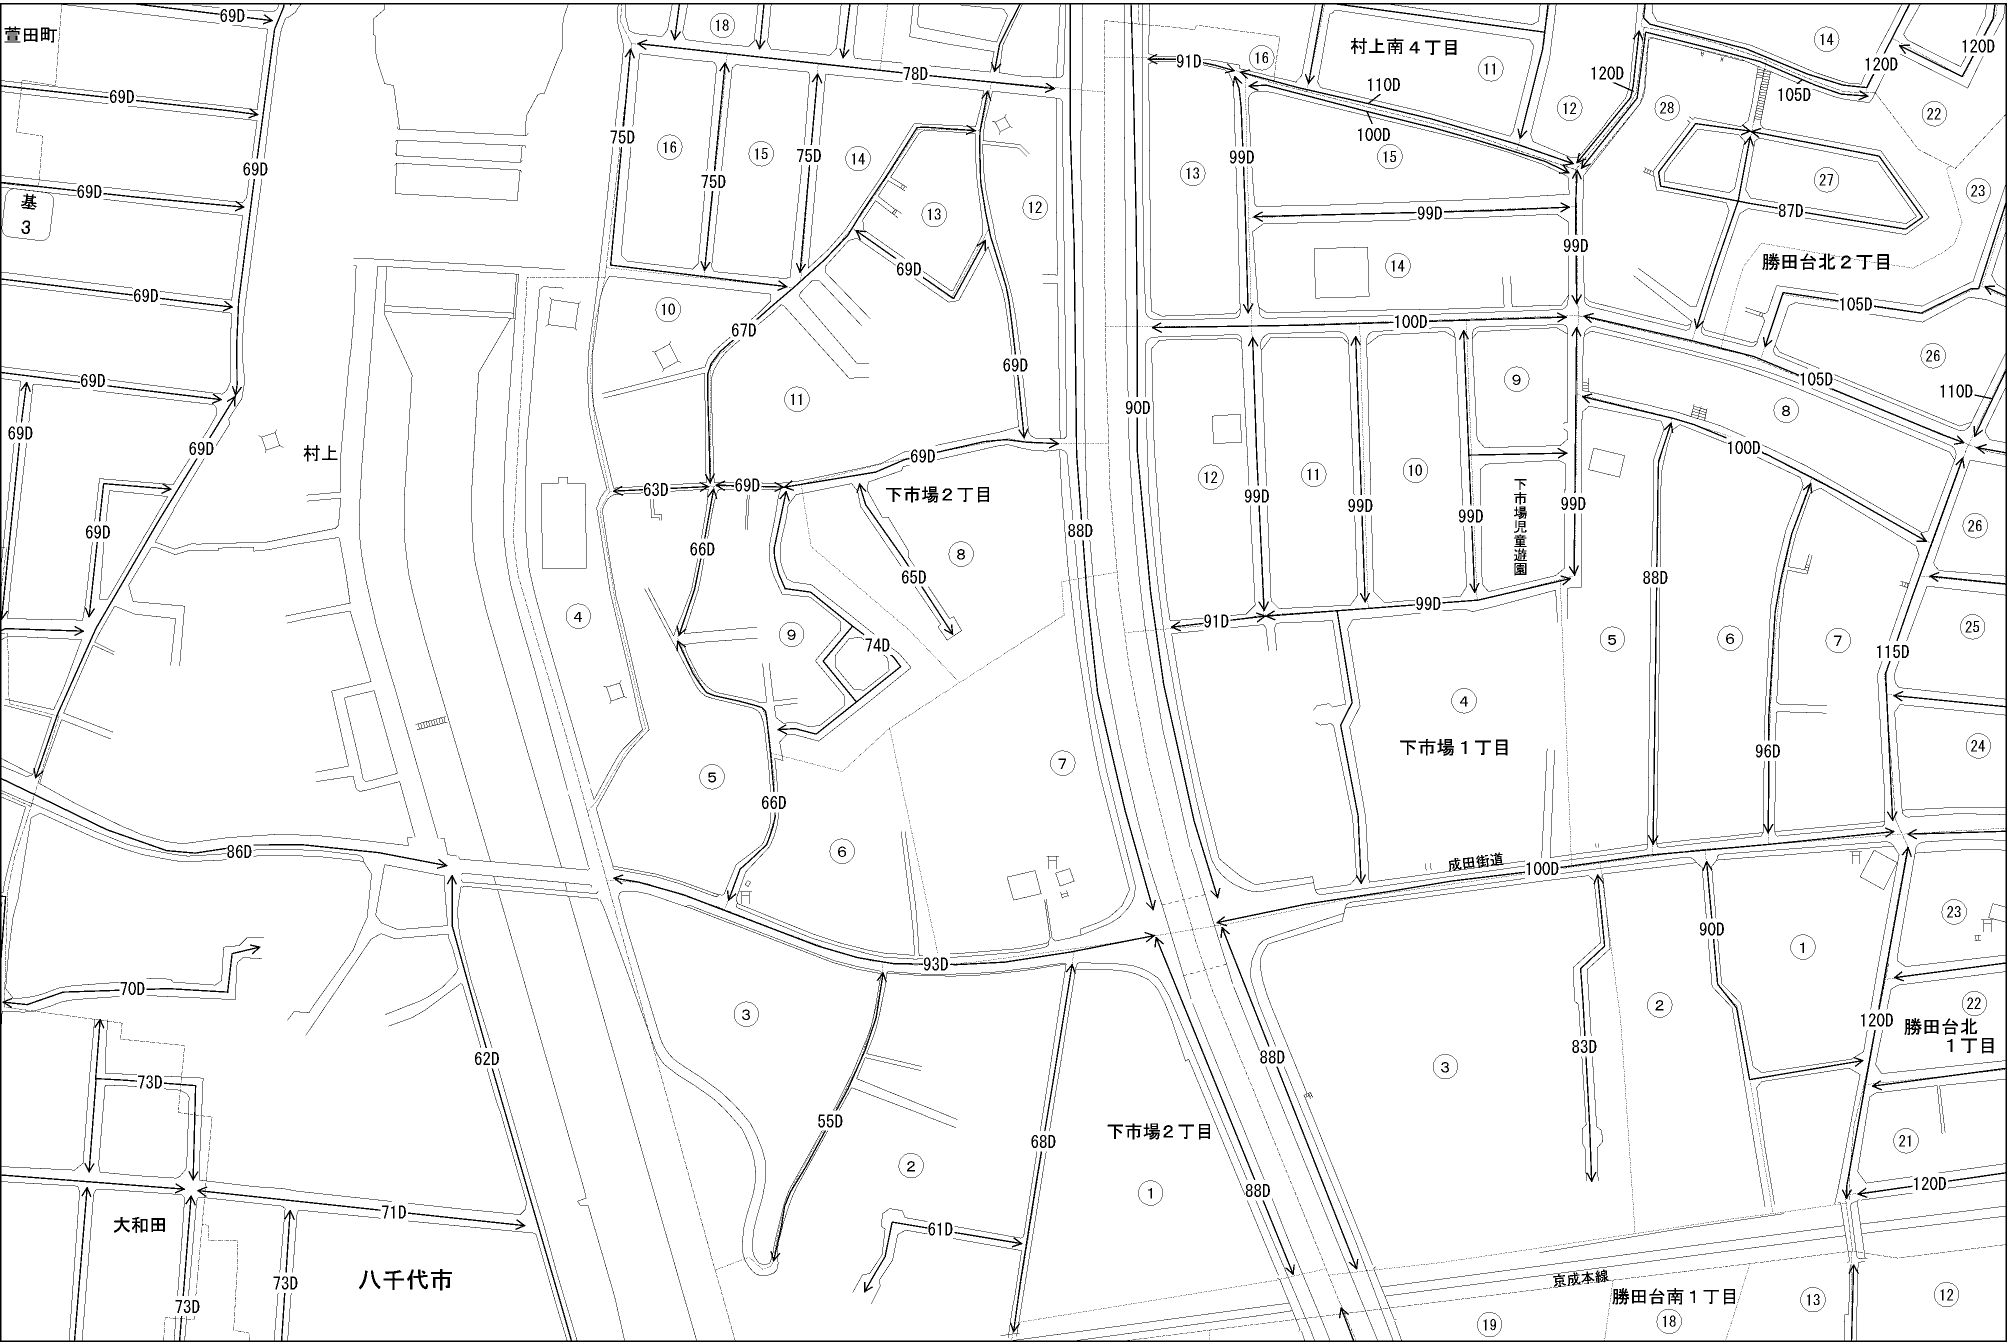 69D
萱田町
18
78D
91D
16
村上南４丁目
11
14
120D
120D
69D
75D
16
15
75D
14
110D
100D
15
120D
12
28
105D
22
69D
75D
13
12
99D
13
99D
27
87D
23
69D
基
3
69D
69D
99D
14
勝田台北２丁目
105D
10
67D
100D
69D
69D
90D
9
105D
26
110D
8
11
69D
69D
村上
63D
69D
69D
下市場２丁目
88D
12
99D
11
99D
10
99D
下市場児童遊園
99D
100D
69D
66D
65D
8
88D
26
4
9
74D
91D
99D
5
6
7
25
115D
4
下市場１丁目
96D
24
5
7
66D
6
86D
成田街道
100D
93D
90D
1
23
70D
3
2
22
勝田台北
１丁目
120D
62D
88D
83D
3
73D
55D
68D
下市場２丁目
21
2
1
88D
120D
71D
大和田
61D
73D
73D
八千代市
京成本線
勝田台南１丁目
19
18
13
12